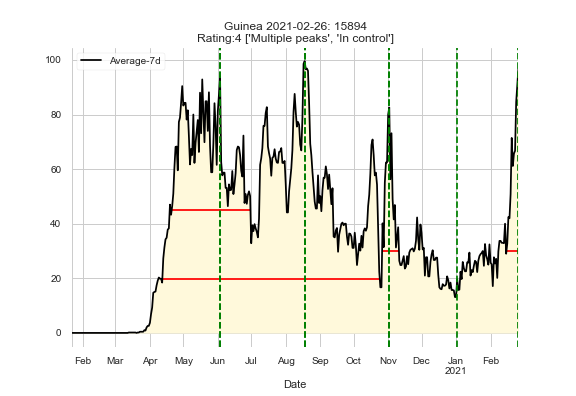 Guinea 2021-02-26: 15894
Rating:4 ['Multiple peaks', 'In control']
Average-7d
100
80
60
40
20
0
Feb Mar Apr May Jun Jul Aug Sep Oct Nov Dec Jan Feb
2021
Date